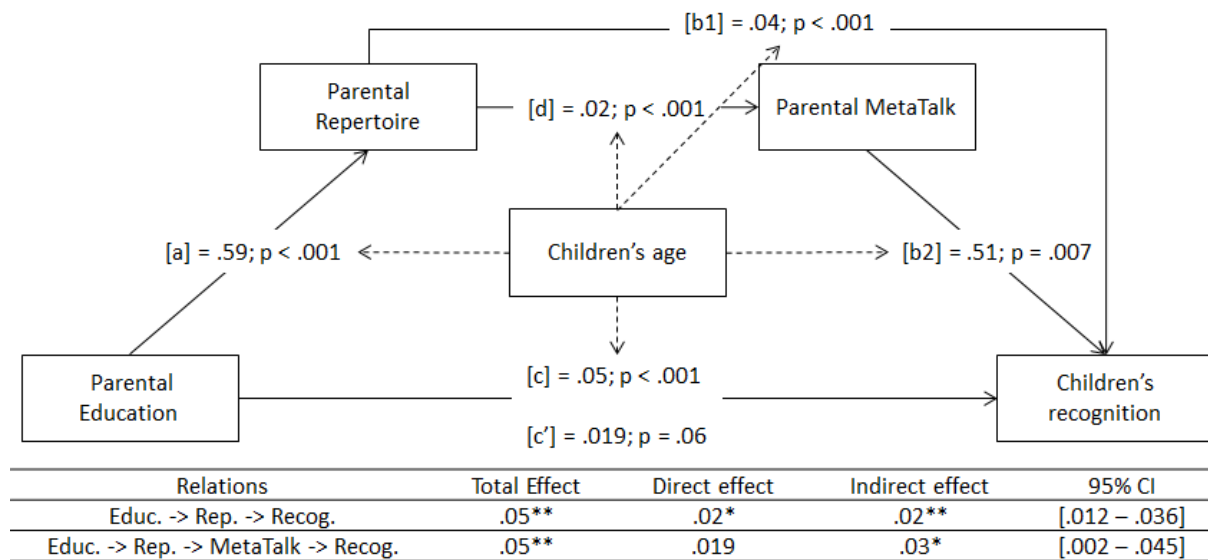 [b1] = .04; p < .001
Parental
Repertoire
[d] = .02; p < .001
Parental MetaTalk
[a] = .59; p < .001
Children’s age
[b2] = .51; p = .007
Parental
Education
[c] = .05; p < .001
[c’] = .019; p = .06
Children’s
recognition
Relations Total Effect Direct effect Indirect effect 95% CI
Educ. -> Rep. -> Recog. .05** .02* .02** [.012 – .036]
Educ. -> Rep. -> MetaTalk -> Recog. .05** .019 .03* [.002 – .045]